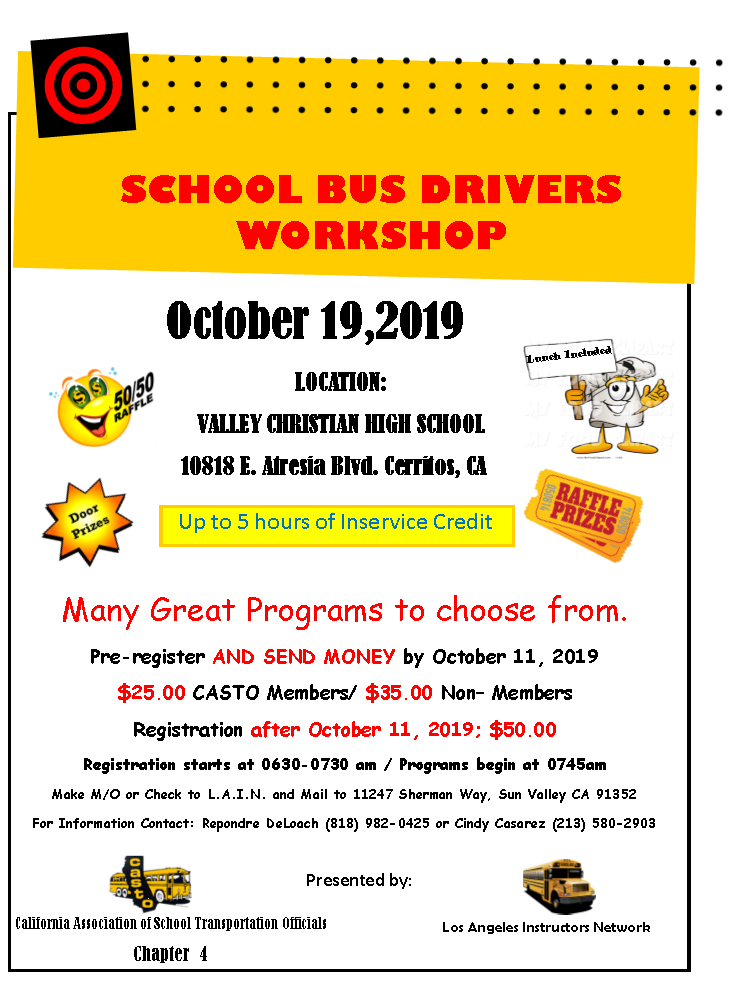 SCHOOL BUS DRIVERS
WORKSHOP
October 19,2019
Lunch Included
50/50
RAFFLE
LOCATION:
VALLEY CHRISTIAN HIGH SCHOOL
10818 E. Atresia Blvd. Cerritos, CA
Door
Prizes
Up to 5 hours of Inservice Credit
RAFFLE
PRIZES
Many Great Programs to choose from.
Pre-register AND SEND MONEY by October 11, 2019
$25.00 CASTO Members/ $35.00 Non– Members
Registration after October 11, 2019; $50.00
Registration starts at 0630-0730 am / Programs begin at 0745am
Make M/O or Check to L.A.I.N. and Mail to 11247 Sherman Way, Sun Valley CA 91352
For Information Contact: Repondre DeLoach (818) 982-0425 or Cindy Casarez (213) 580-2903
casto
Presented by:
California Association of School Transportation Officials
Chapter 4
Los Angeles Instructors Network